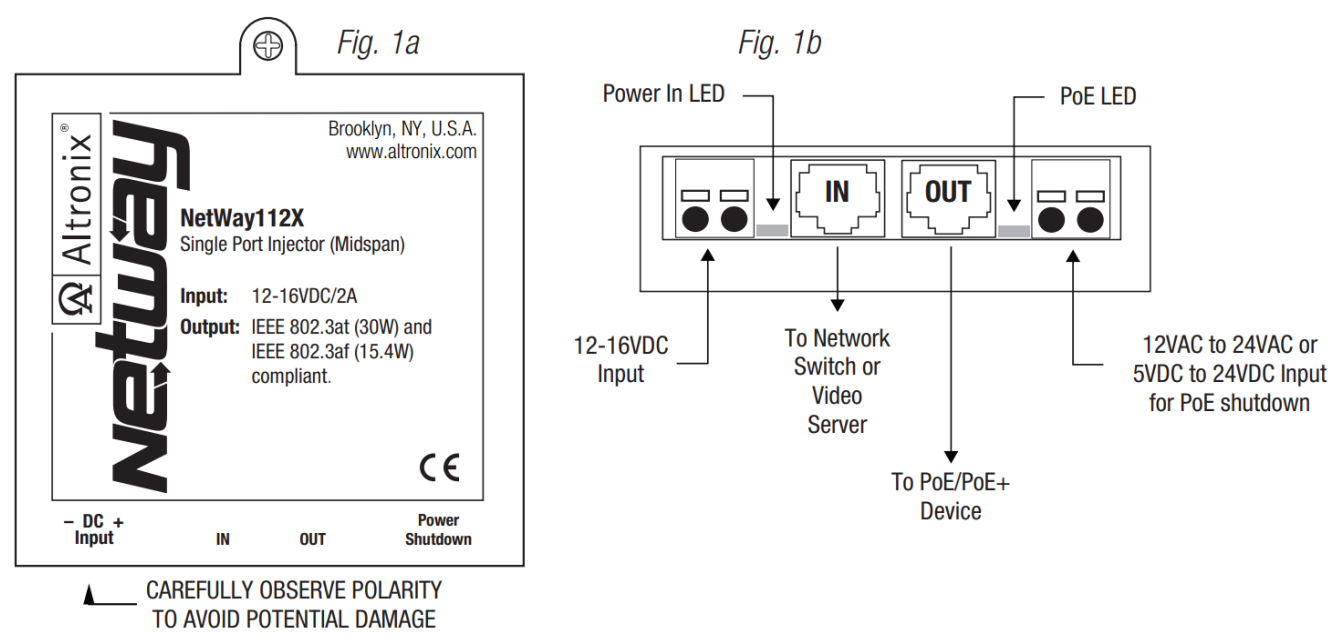 Fig. 1a
Altronix®
Netway
Brooklyn, NY, U.S.A.
www.altronix.com
NetWay112X
Single Port Injector (Midspan)
Input: 12-16VDC/2A
Output: IEEE 802.3at (30W) and
IEEE 802.3af (15.4W)
compliant.
CE
– DC +
Input
IN
OUT
Power
Shutdown
CAREFULLY OBSERVE POLARITY
TO AVOID POTENTIAL DAMAGE
Fig. 1b
Power In LED
PoE LED
IN
OUT
12-16VDC
Input
To Network
Switch or
Video
Server
To PoE/PoE+
Device
12VAC to 24VAC or
5VDC to 24VDC Input
for PoE shutdown